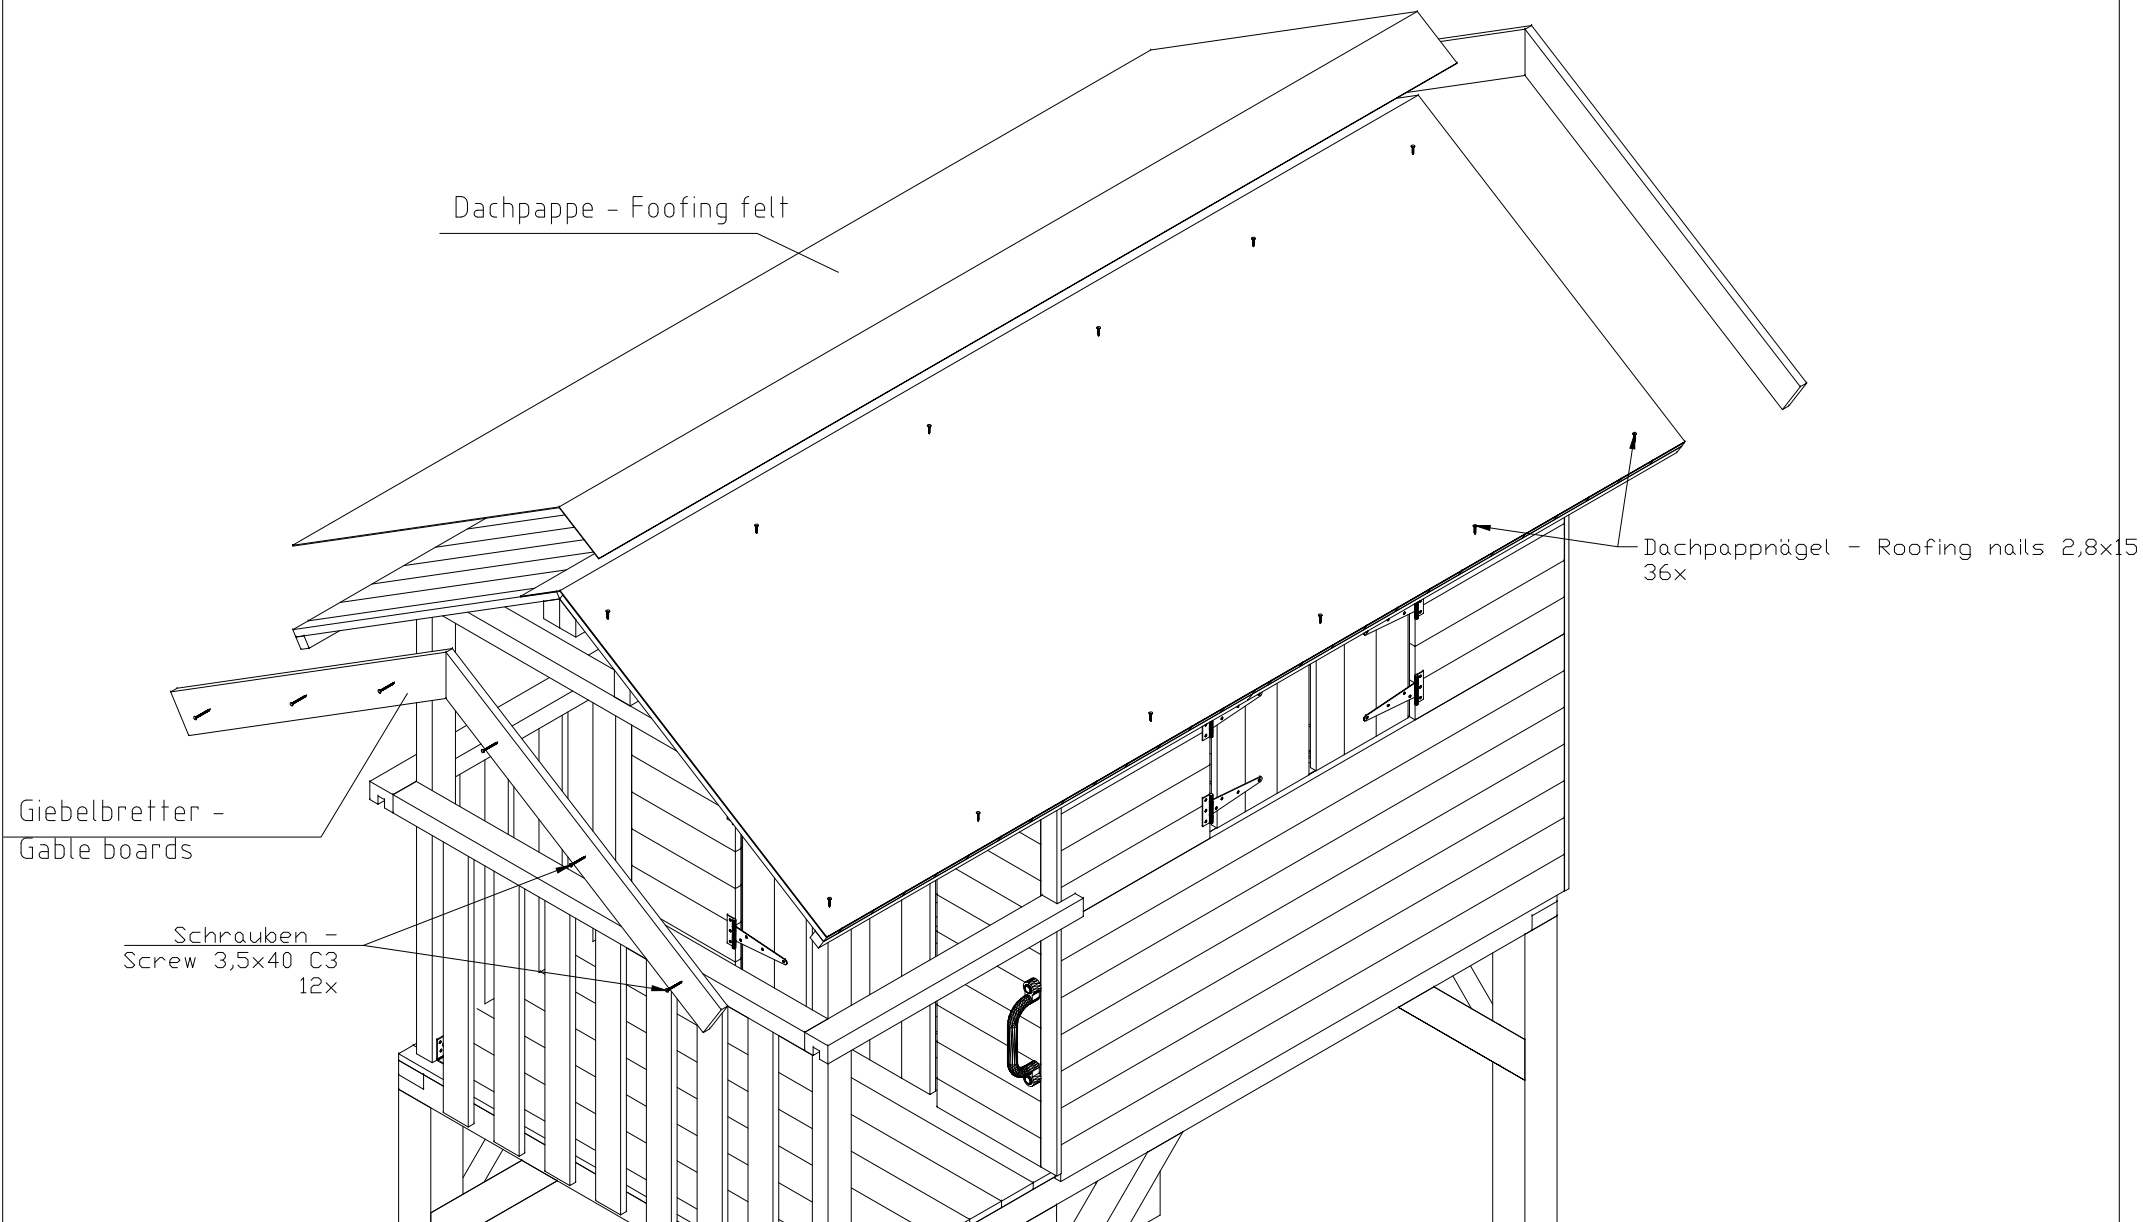 Dachpappe - Foofing felt
Dachpappnägel - Roofing nails 2,8x15
36x
Giebelbretter -
Gable boards
Schrauben -
Screw 3,5x40 C3
12x